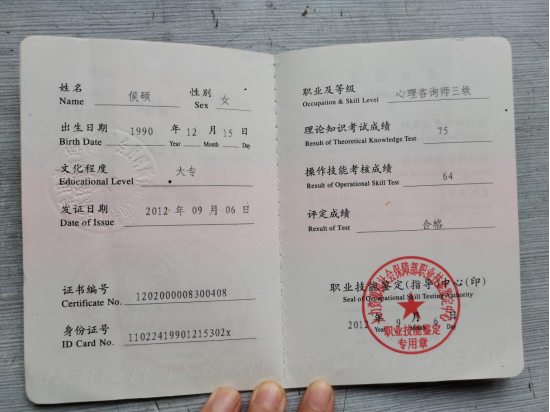 姓名 侯硕 性别 女
Name Sex
出生日期 1990 年 12 月 15 日
Birth Date Year Month Day
文化程度 大专
Educational Level
发证日期 2012 年 09 月 06 日
Date of Issue
证书编号 1202000008300408
Certificate No.
身份证号 11022419901215302x
ID Card No.
职业及等级 心理咨询师三级
Occupation & Skill Level
理论知识考试成绩 75
Result of Theoretical Knowledge Test
操作技能考核成绩 64
Result of Operational Skill Test
评定成绩 合格
Result of Test
职业技能鉴定(指导)中心(印)
Seal of Occupational Skill Testing Authority
2012 年 9 月 6 日
Year Month Day
职业技能鉴定
专用章